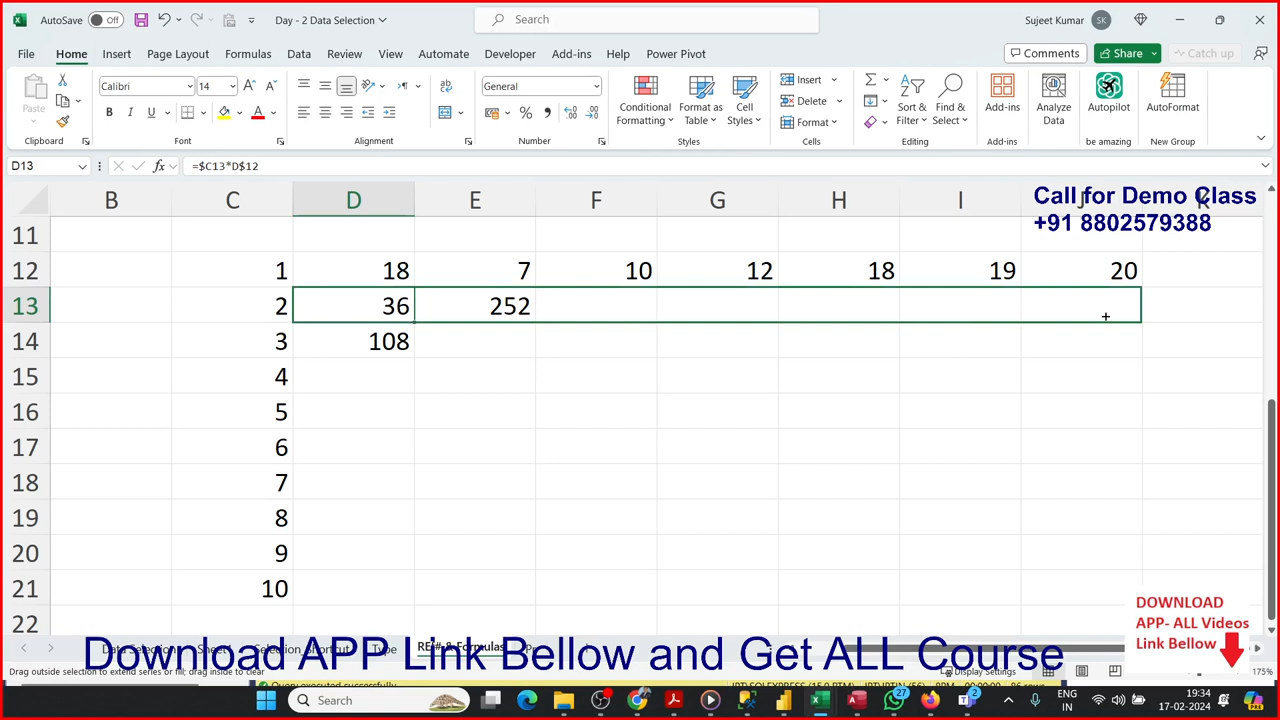 AutoSave Off Day - 2 Data Selection Search Sujeet Kumar SK
File Home Insert Page Layout Formulas Data Review View Automate Developer Add-ins Help Power Pivot Comments Share Catch up
Paste Calibri 14 General Conditional Formatting Format as Table Cell Styles Insert Delete Format Sort & Filter Find & Select Add-ins Analyze Data Autopilot be amazing AutoFormat
Clipboard Font Alignment Number Styles Cells Editing Add-ins New Group
D13 fx =$C13*D$12
B C D E F G H I J K
Call for Demo Class
+91 8802579388
11
12 1 18 7 10 12 18 19 20
13 2 36 252
14 3 108
15 4
16 5
17 6
18 7
19 8
20 9
21 10
22
DOWNLOAD
APP- ALL Videos
Link Bellow
Download APP Link Bellow and Get ALL Course
Drag outside selection to extend series or fill; drag inside to clear Display Settings 175%
Search 27 2 ENG IN 19:34 17-02-2024